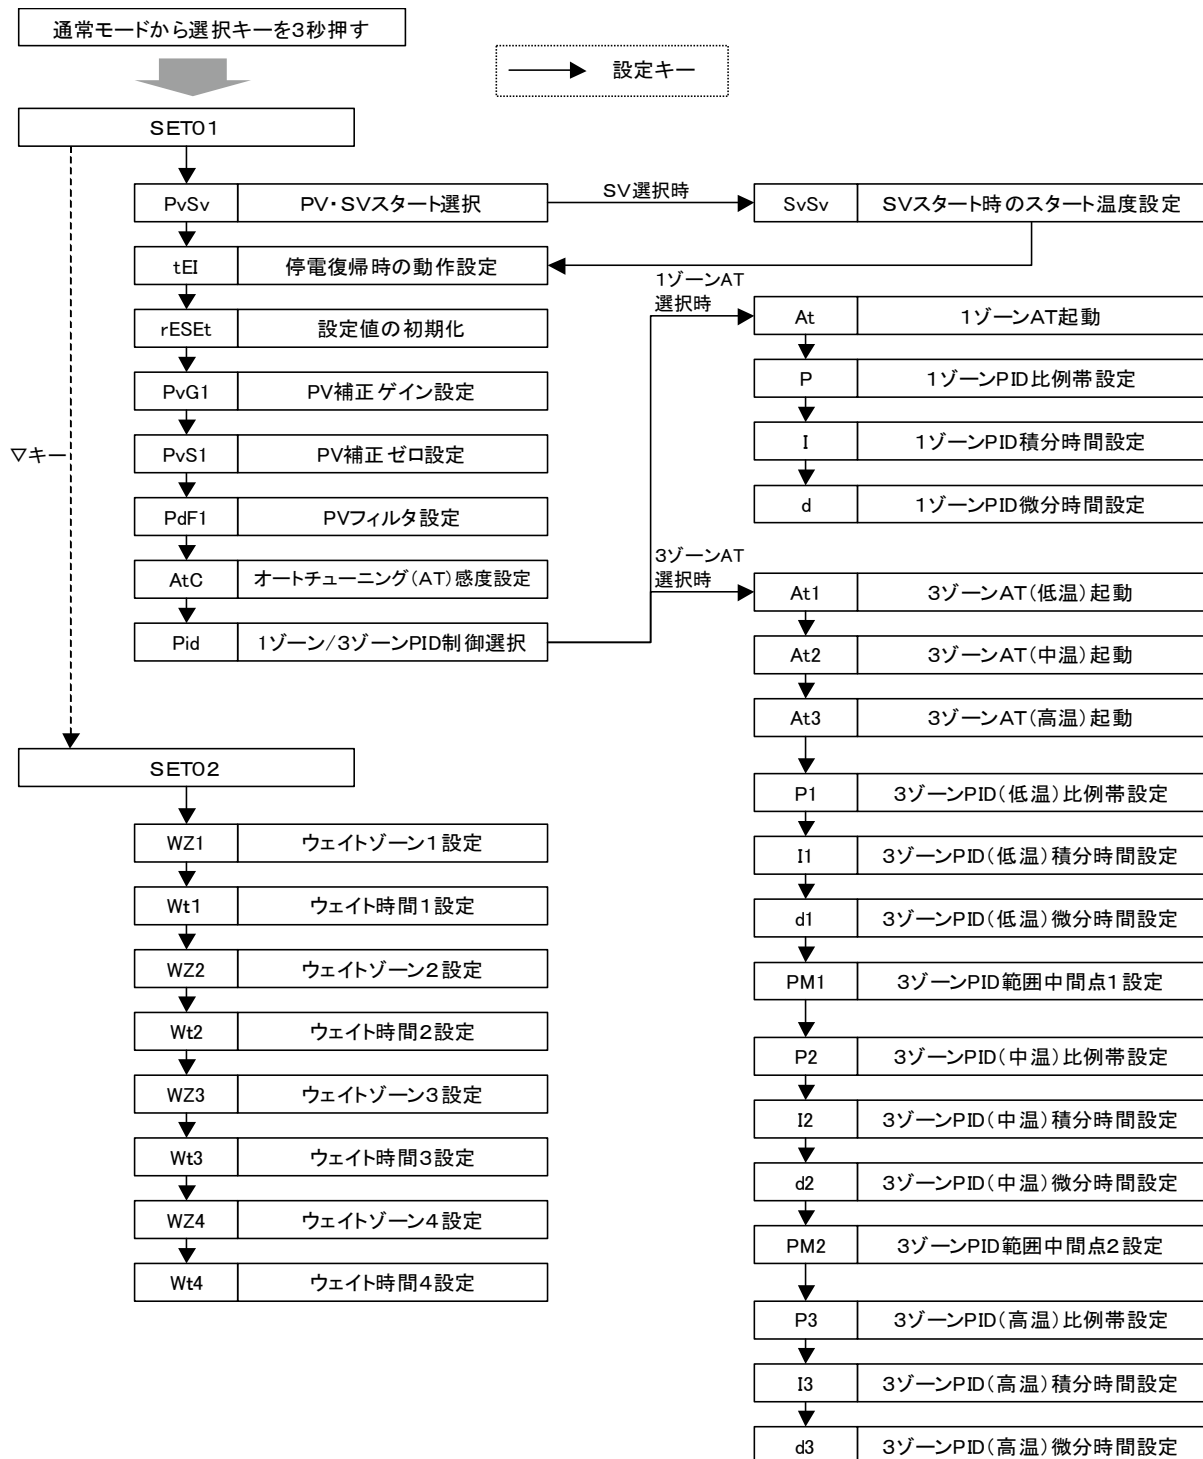 通常モードから選択キーを3秒押す
設定キー
SET01
PvSv PV・SVスタート選択
SV選択時
SvSv SVスタート時のスタート温度設定
tEI 停電復帰時の動作設定
rESEt 設定値の初期化
PvG1 PV補正ゲイン設定
PvS1 PV補正ゼロ設定
PdF1 PVフィルタ設定
AtC オートチューニング(AT)感度設定
Pid 1ゾーン/3ゾーンPID制御選択
▽キー
1ゾーンAT
選択時
At 1ゾーンAT起動
P 1ゾーンPID比例帯設定
I 1ゾーンPID積分時間設定
d 1ゾーンPID微分時間設定
3ゾーンAT
選択時
At1 3ゾーンAT(低温)起動
At2 3ゾーンAT(中温)起動
At3 3ゾーンAT(高温)起動
P1 3ゾーンPID(低温)比例帯設定
I1 3ゾーンPID(低温)積分時間設定
d1 3ゾーンPID(低温)微分時間設定
PM1 3ゾーンPID範囲中間点1設定
P2 3ゾーンPID(中温)比例帯設定
I2 3ゾーンPID(中温)積分時間設定
d2 3ゾーンPID(中温)微分時間設定
PM2 3ゾーンPID範囲中間点2設定
P3 3ゾーンPID(高温)比例帯設定
I3 3ゾーンPID(高温)積分時間設定
d3 3ゾーンPID(高温)微分時間設定
SET02
WZ1 ウェイトゾーン1設定
Wt1 ウェイト時間1設定
WZ2 ウェイトゾーン2設定
Wt2 ウェイト時間2設定
WZ3 ウェイトゾーン3設定
Wt3 ウェイト時間3設定
WZ4 ウェイトゾーン4設定
Wt4 ウェイト時間4設定